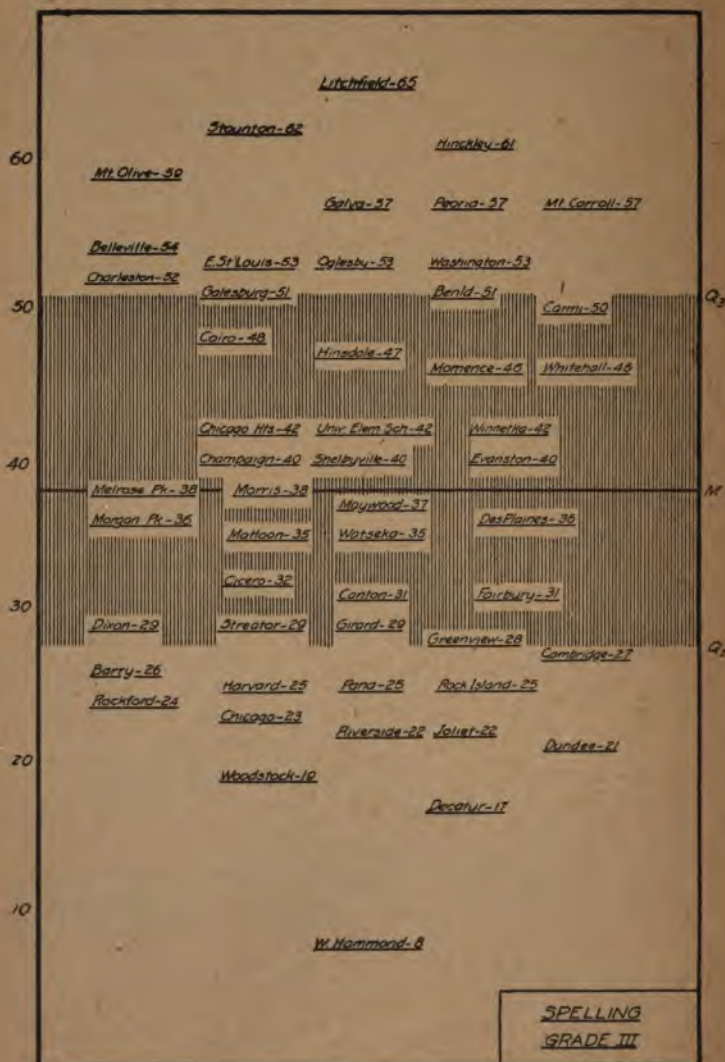 Litchfield-65
Staunton-62
Hinckley-61
60
Mt. Olive-59
Galva-57 Peoria-57 Mt. Carroll-57
Belleville-54
E. St. Louis-53 Oglesby-53 Washington-53
Charleston-52
Galesburg-51 Benld-51 Q3
50 Carmi-50
Cairo-48
Hinsdale-47
Momence-46 Whitehall-46
Chicago Hts-42 Univ. Elem Sch-42 Winnetka-42
40 Champaign-40 Shelbyville-40 Evanston-40
Melrose Pk-38 Morris-38 M
Maywood-37
Morgan Pk-36 DesPlaines-36
Mattoon-35 Watseka-35
Cicero-32
Canton-31 Fairbury-31
30
Dixon-29 Streator-29 Girard-29
Greenview-28
Cambridge-27
Barry-26
Harvard-25 Pana-25 Rock Island-25
Rockford-24
Chicago-23
Riverside-22 Joliet-22
Dundee-21
20
Woodstock-19
Decatur-17
10
W. Hammond-8
SPELLING
GRADE III